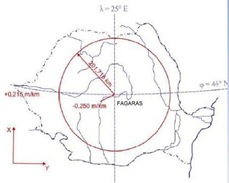 λ = 25° E
φ = 46° N
+0,215 m/km
-0,250 m/km
FAGARAS
X
Y